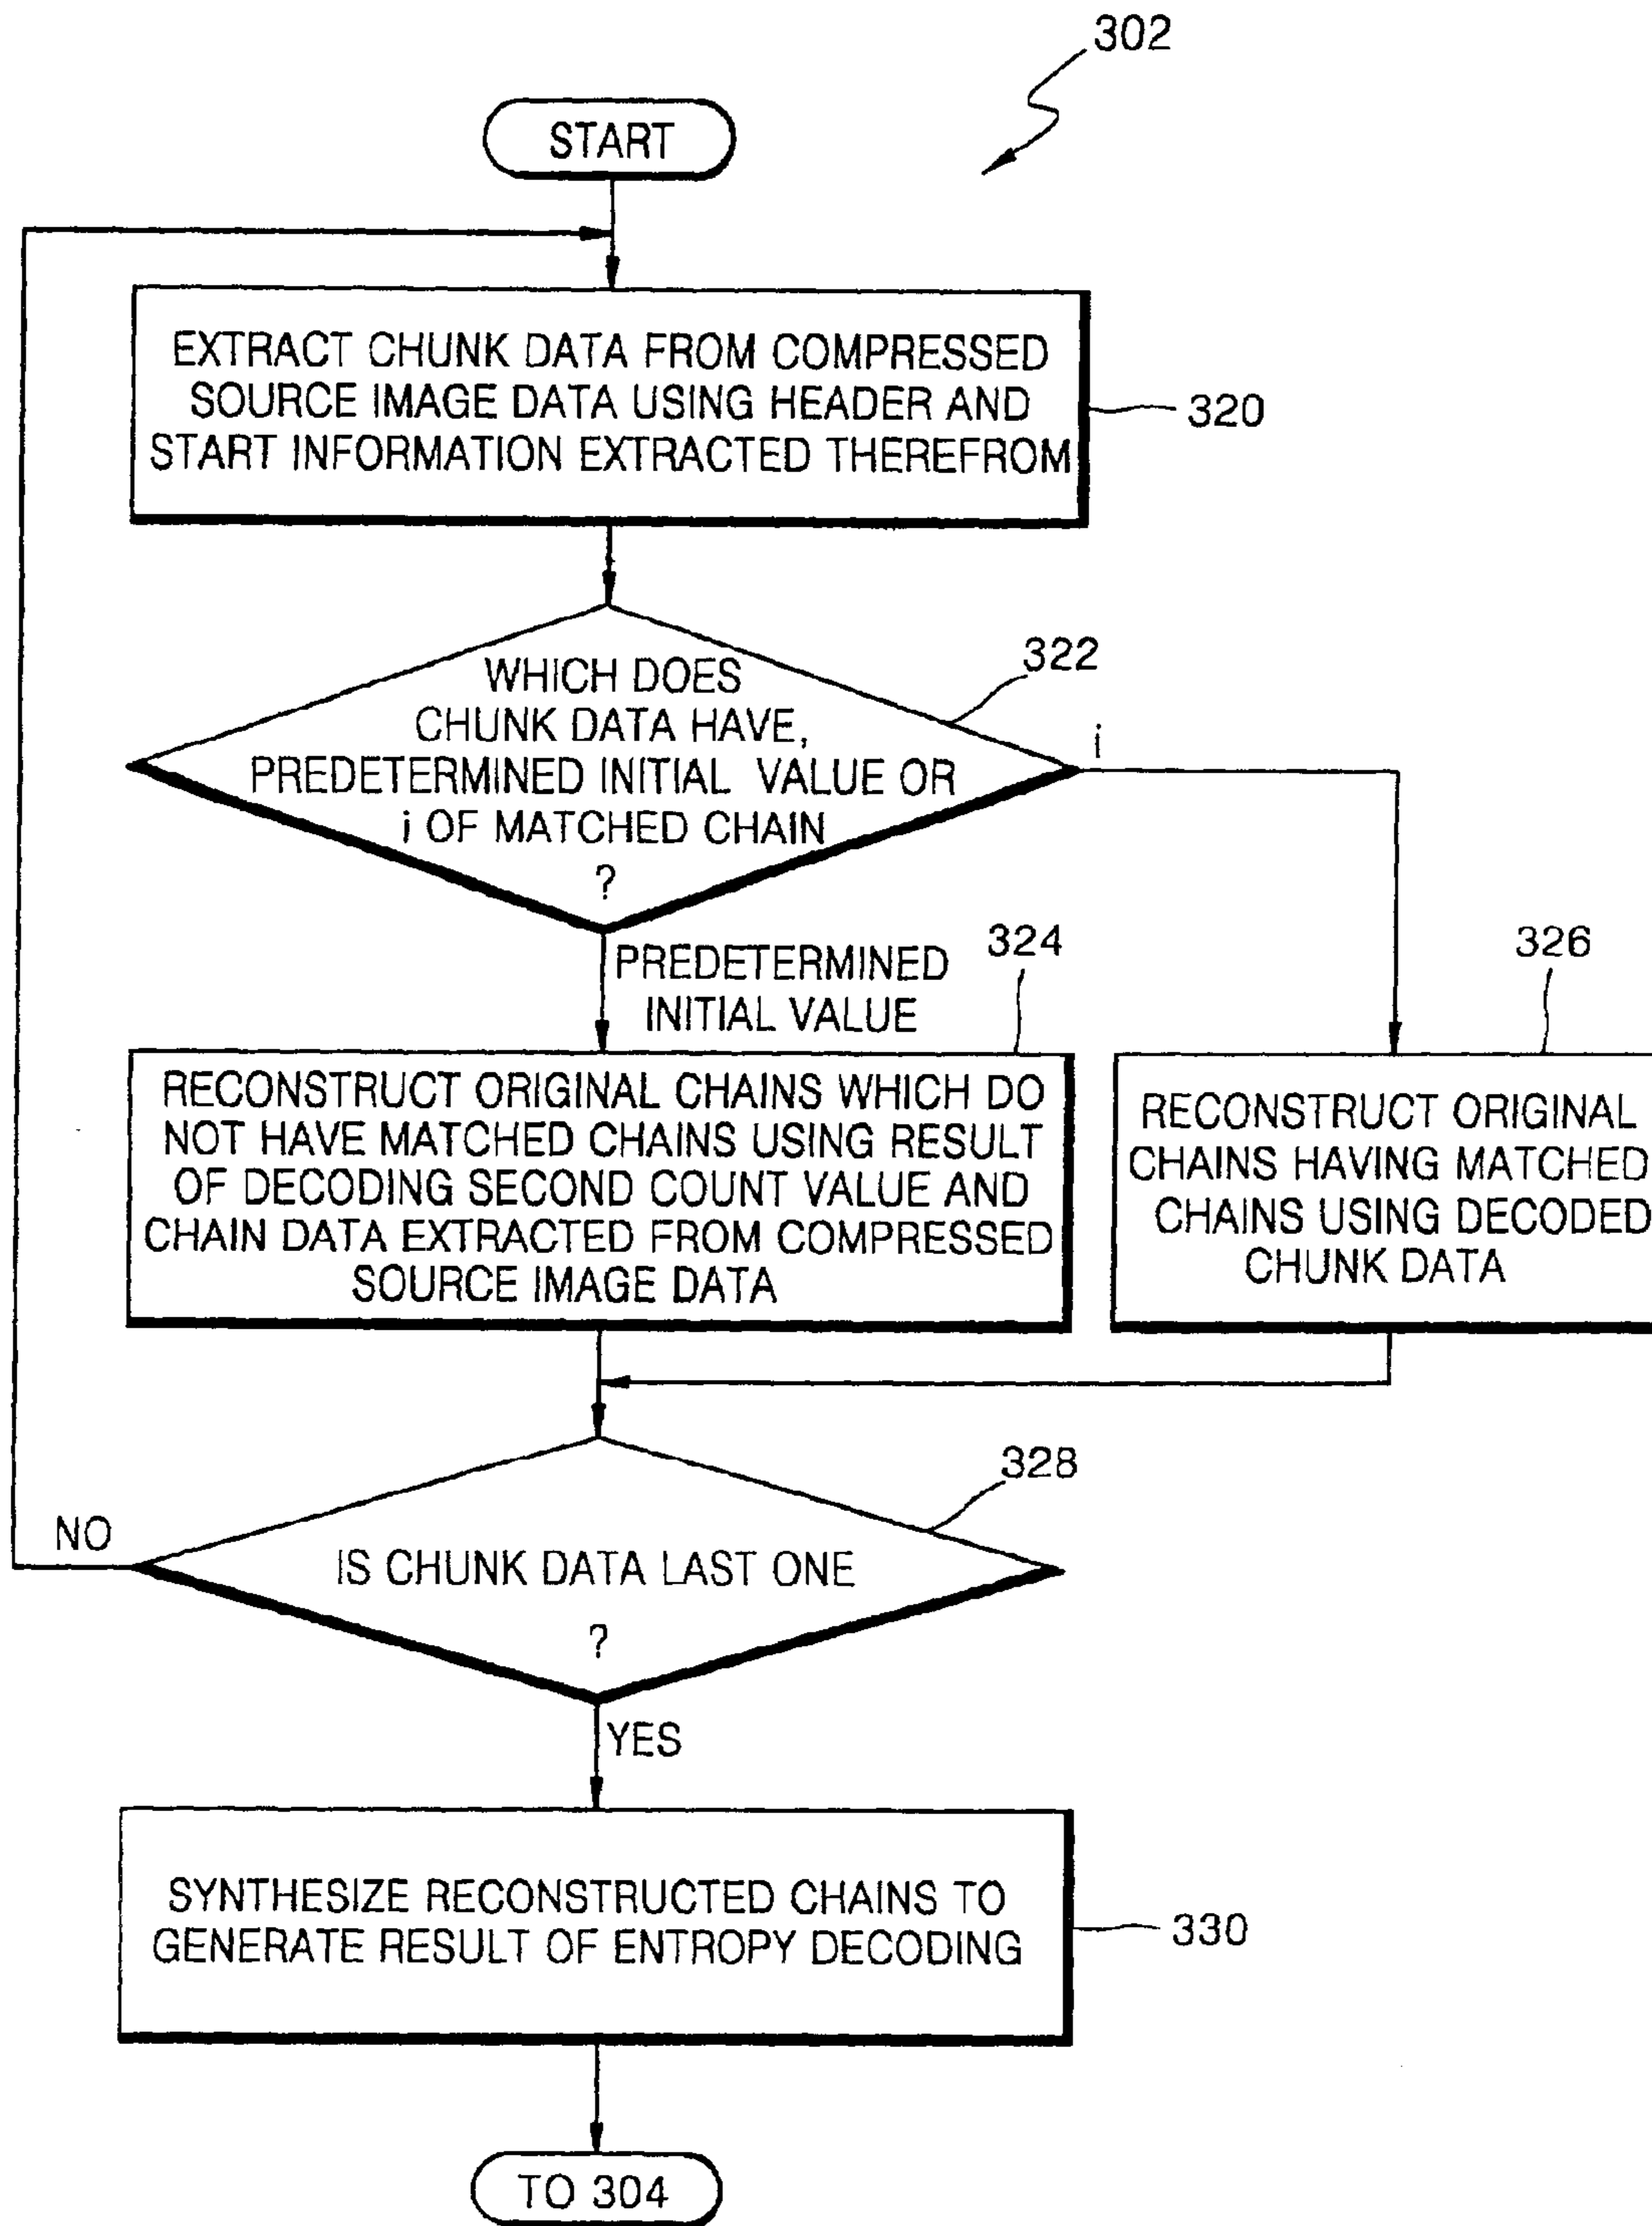 302
START
EXTRACT CHUNK DATA FROM COMPRESSED
SOURCE IMAGE DATA USING HEADER AND
START INFORMATION EXTRACTED THEREFROM
320
WHICH DOES
CHUNK DATA HAVE,
PREDETERMINED INITIAL VALUE OR
i OF MATCHED CHAIN
?
322
i
PREDETERMINED
INITIAL VALUE
324
RECONSTRUCT ORIGINAL CHAINS WHICH DO
NOT HAVE MATCHED CHAINS USING RESULT
OF DECODING SECOND COUNT VALUE AND
CHAIN DATA EXTRACTED FROM COMPRESSED
SOURCE IMAGE DATA
326
RECONSTRUCT ORIGINAL
CHAINS HAVING MATCHED
CHAINS USING DECODED
CHUNK DATA
328
NO
IS CHUNK DATA LAST ONE
?
YES
SYNTHESIZE RECONSTRUCTED CHAINS TO
GENERATE RESULT OF ENTROPY DECODING
330
TO 304